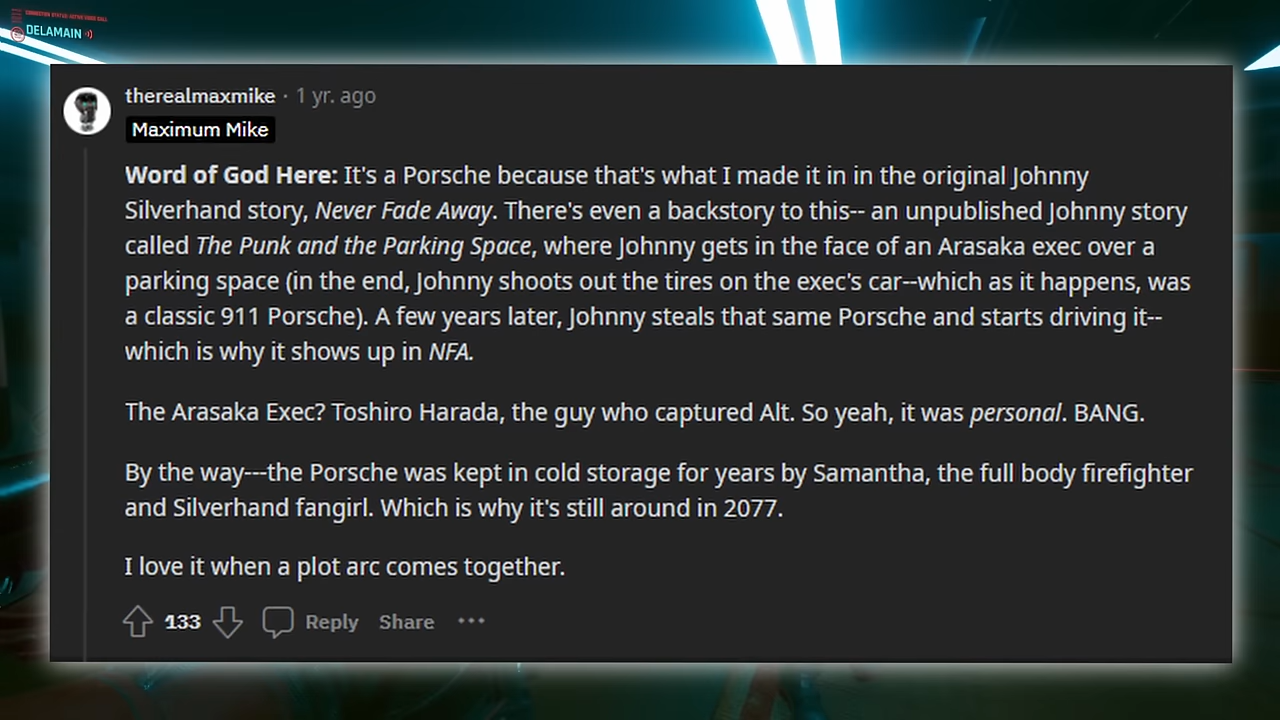 CONNECTION STATUS: ACTIVE VIDEO CALL
DELAMAIN
therealmaxmike · 1 yr. ago
Maximum Mike
Word of God Here: It's a Porsche because that's what I made it in in the original Johnny
Silverhand story, Never Fade Away. There's even a backstory to this-- an unpublished Johnny story
called The Punk and the Parking Space, where Johnny gets in the face of an Arasaka exec over a
parking space (in the end, Johnny shoots out the tires on the exec's car--which as it happens, was
a classic 911 Porsche). A few years later, Johnny steals that same Porsche and starts driving it--
which is why it shows up in NFA.
The Arasaka Exec? Toshiro Harada, the guy who captured Alt. So yeah, it was personal. BANG.
By the way---the Porsche was kept in cold storage for years by Samantha, the full body firefighter
and Silverhand fangirl. Which is why it's still around in 2077.
I love it when a plot arc comes together.
133 Reply Share ···